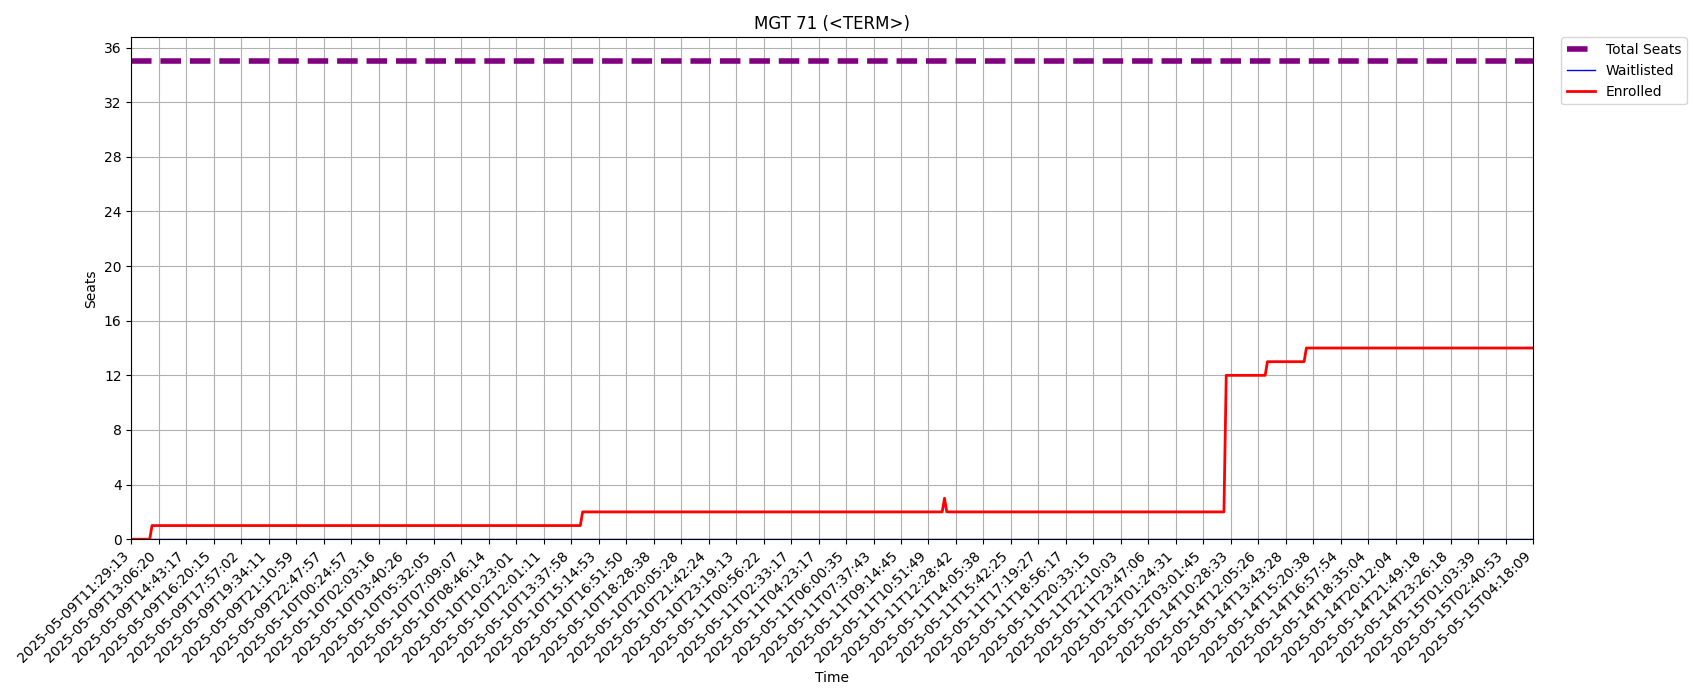 MGT 71 (<TERM>)
Total Seats
Waitlisted
Enrolled
36
32
28
24
20
16
12
8
4
0
Seats
2025-05-09T11:29:13
2025-05-09T13:06:20
2025-05-09T14:43:17
2025-05-09T16:20:15
2025-05-09T17:57:02
2025-05-09T19:34:11
2025-05-09T21:10:59
2025-05-09T22:47:57
2025-05-10T00:24:57
2025-05-10T02:03:16
2025-05-10T03:40:26
2025-05-10T05:32:05
2025-05-10T07:09:07
2025-05-10T08:46:14
2025-05-10T10:23:01
2025-05-10T12:01:11
2025-05-10T13:37:58
2025-05-10T15:14:53
2025-05-10T16:51:50
2025-05-10T18:28:38
2025-05-10T20:05:28
2025-05-10T21:42:24
2025-05-10T23:19:13
2025-05-11T00:56:22
2025-05-11T02:33:17
2025-05-11T04:23:17
2025-05-11T06:00:35
2025-05-11T07:37:43
2025-05-11T09:14:45
2025-05-11T10:51:49
2025-05-11T12:28:42
2025-05-11T14:05:38
2025-05-11T15:42:25
2025-05-11T17:19:27
2025-05-11T18:56:17
2025-05-11T20:33:15
2025-05-11T22:10:03
2025-05-11T23:47:06
2025-05-12T01:24:31
2025-05-12T03:01:45
2025-05-14T10:28:33
2025-05-14T12:05:26
2025-05-14T13:43:28
2025-05-14T15:20:38
2025-05-14T16:57:54
2025-05-14T18:35:04
2025-05-14T20:12:04
2025-05-14T21:49:18
2025-05-14T23:26:18
2025-05-15T01:03:39
2025-05-15T02:40:53
2025-05-15T04:18:09
Time